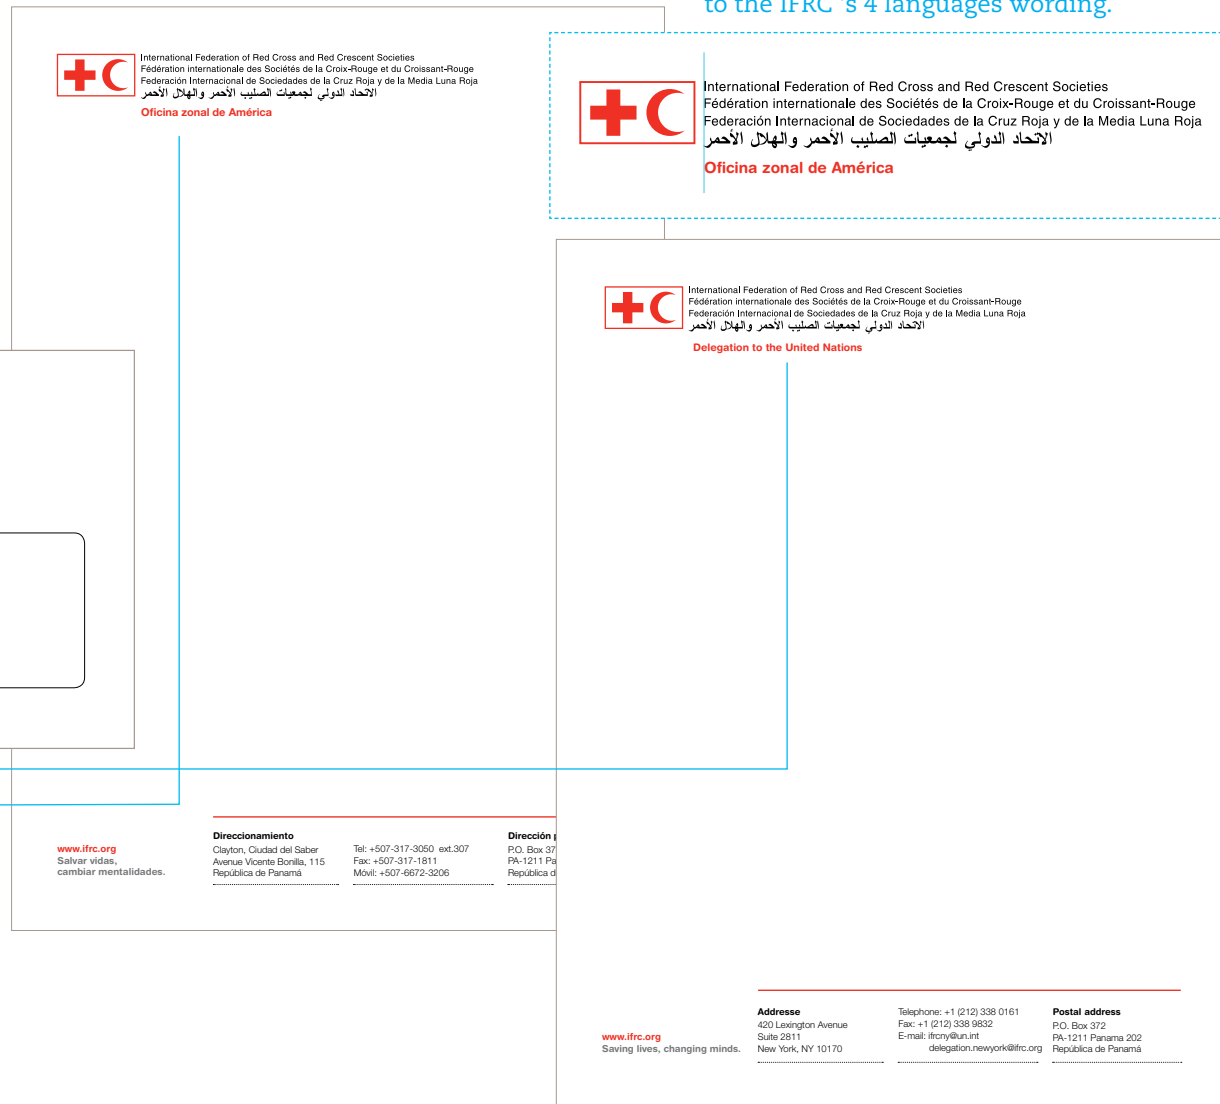 to the IFRC 's 4 languages wording.
International Federation of Red Cross and Red Crescent Societies
Fédération internationale des Sociétés de la Croix-Rouge et du Croissant-Rouge
Federación Internacional de Sociedades de la Cruz Roja y de la Media Luna Roja
الاتحاد الدولي لجمعيات الصليب الأحمر والهلال الأحمر
Oficina zonal de América
International Federation of Red Cross and Red Crescent Societies
Fédération internationale des Sociétés de la Croix-Rouge et du Croissant-Rouge
Federación Internacional de Sociedades de la Cruz Roja y de la Media Luna Roja
الاتحاد الدولي لجمعيات الصليب الأحمر والهلال الأحمر
Oficina zonal de América
International Federation of Red Cross and Red Crescent Societies
Fédération internationale des Sociétés de la Croix-Rouge et du Croissant-Rouge
Federación Internacional de Sociedades de la Cruz Roja y de la Media Luna Roja
الاتحاد الدولي لجمعيات الصليب الأحمر والهلال الأحمر
Delegation to the United Nations
www.ifrc.org
Salvar vidas,
cambiar mentalidades.
Direccionamiento
Clayton, Ciudad del Saber
Avenue Vicente Bonilla, 115
República de Panamá
Tel: +507-317-3050 ext.307
Fax: +507-317-1811
Móvil: +507-6672-3206
Dirección
P.O. Box 37
PA-1211 Pa
República d
www.ifrc.org
Saving lives, changing minds.
Addresse
420 Lexington Avenue
Suite 2811
New York, NY 10170
Telephone: +1 (212) 338 0161
Fax: +1 (212) 338 9832
E-mail: ifrcny@un.int
delegation.newyork@ifrc.org
Postal address
P.O. Box 372
PA-1211 Panama 202
República de Panamá